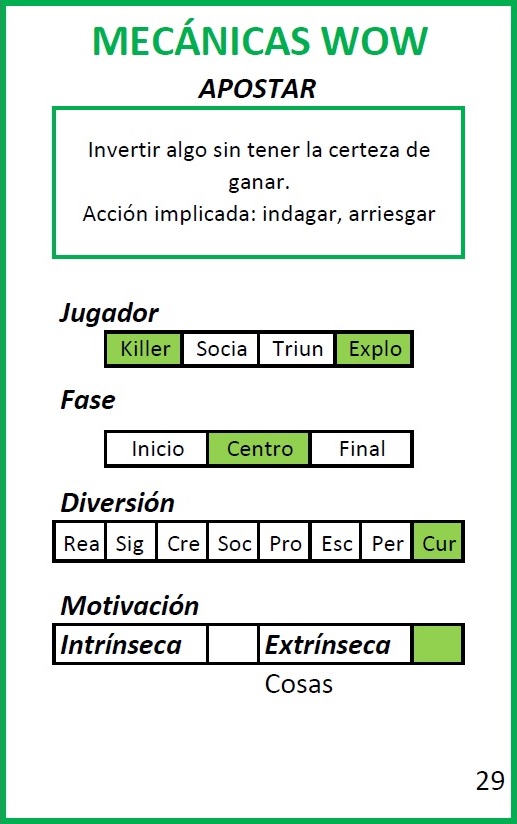 MECÁNICAS WOW
APOSTAR
Invertir algo sin tener la certeza de
ganar.
Acción implicada: indagar, arriesgar
Jugador
Killer Socia Triun Explo
Fase
Inicio Centro Final
Diversión
Rea Sig Cre Soc Pro Esc Per Cur
Motivación
Intrínseca Extrínseca
Cosas
29